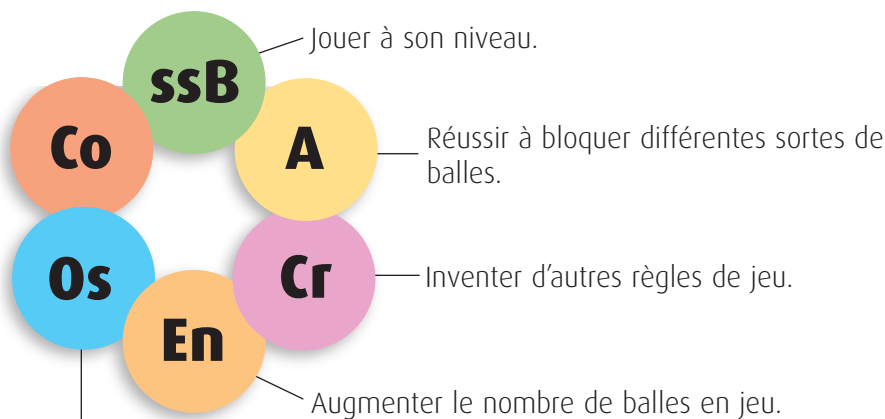 ssB
Jouer à son niveau.
Co
A
Réussir à bloquer différentes sortes de
balles.
Os
Cr
Inventer d'autres règles de jeu.
En
Augmenter le nombre de balles en jeu.